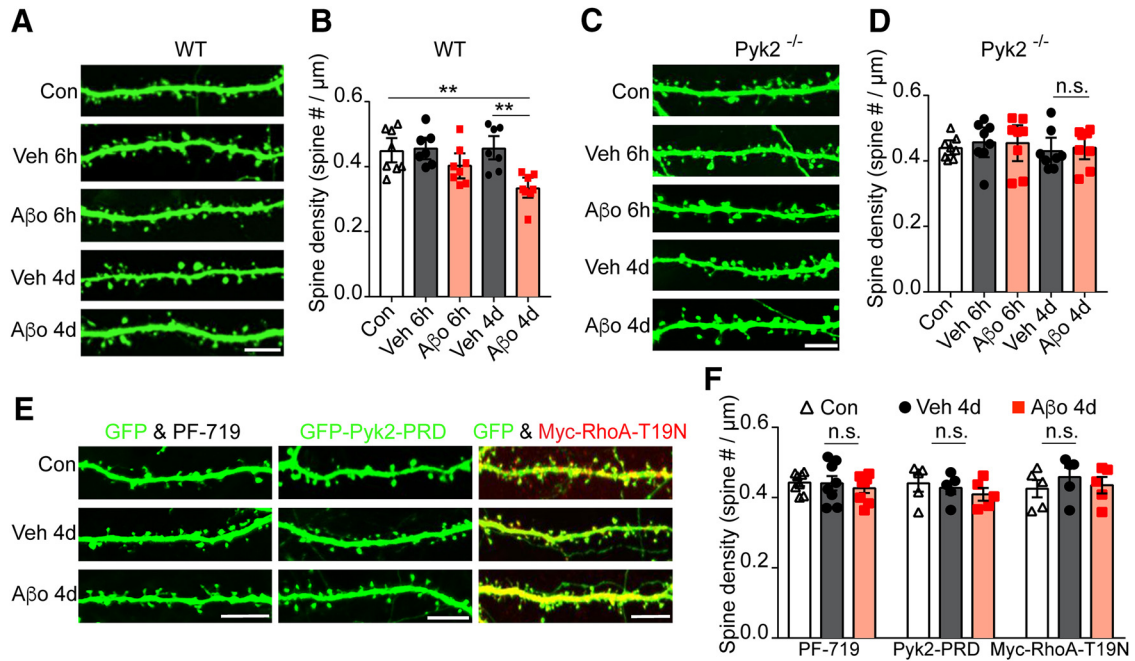 A
WT
Con
Veh 6h
Aβo 6h
Veh 4d
Aβo 4d
B
WT
Spine density (spine # / μm)
0.6
0.4
0.2
0.0
**
**
Con
Veh 6h
Aβo 6h
Veh 4d
Aβo 4d
C
Pyk2 -/-
Con
Veh 6h
Aβo 6h
Veh 4d
Aβo 4d
D
Pyk2 -/-
Spine density (spine # / μm)
0.6
0.4
0.2
0.0
n.s.
Con
Veh 6h
Aβo 6h
Veh 4d
Aβo 4d
E
GFP & PF-719
GFP-Pyk2-PRD
GFP & Myc-RhoA-T19N
Con
Veh 4d
Aβo 4d
F
Con
Veh 4d
Aβo 4d
Spine density (spine # / μm)
0.6
0.4
0.2
0.0
n.s.
n.s.
n.s.
PF-719
Pyk2-PRD
Myc-RhoA-T19N